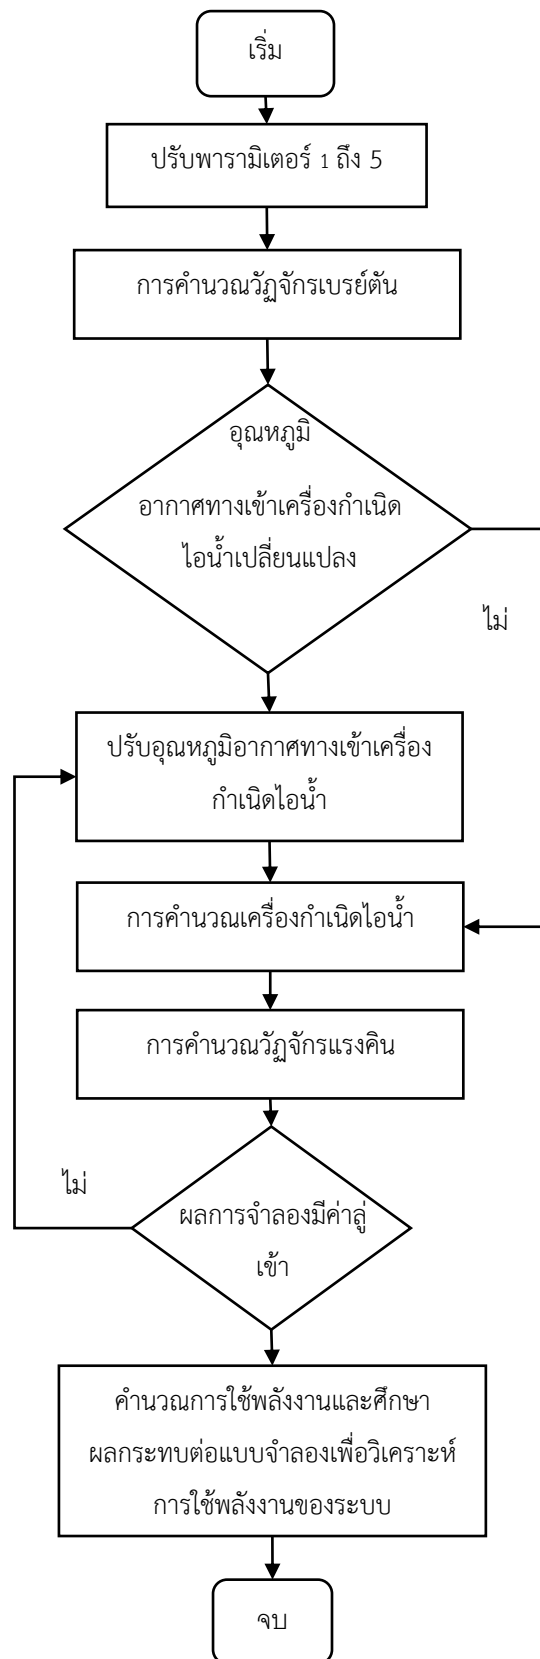 เริ่ม
ปรับพารามิเตอร์ 1 ถึง 5
การคำนวณวัฏจักรเบรย์ตัน
อุณหภูมิ
อากาศทางเข้าเครื่องกำเนิด
ไอน้ำเปลี่ยนแปลง
ไม่
ปรับอุณหภูมิอากาศทางเข้าเครื่อง
กำเนิดไอน้ำ
การคำนวณเครื่องกำเนิดไอน้ำ
การคำนวณวัฏจักรแรงคิน
ไม่
ผลการจำลองมีค่าลู่
เข้า
คำนวณการใช้พลังงานและศึกษา
ผลกระทบต่อแบบจำลองเพื่อวิเคราะห์
การใช้พลังงานของระบบ
จบ